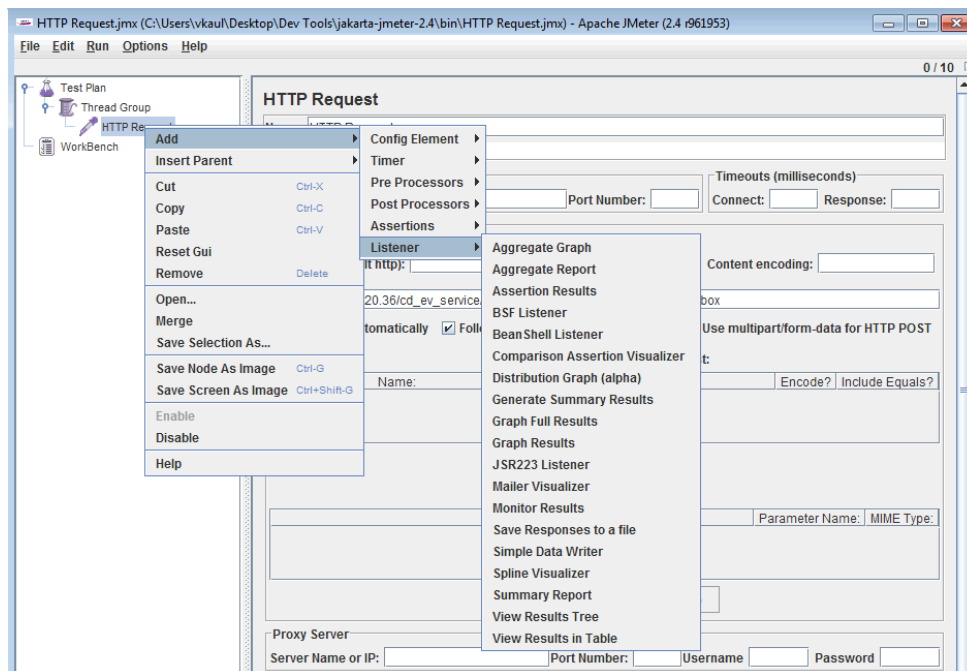 HTTP Request.jmx (C:\Users\vkaul\Desktop\Dev Tools\jakarta-jmeter-2.4\bin\HTTP Request.jmx) - Apache JMeter (2.4 r961953)
File Edit Run Options Help
0 / 10
Test Plan
Thread Group
HTTP Re
WorkBench
HTTP Request
Add
Insert Parent
Cut Ctrl-X
Copy Ctrl-C
Paste Ctrl-V
Reset Gui
Remove Delete
Open...
Merge
Save Selection As...
Save Node As Image Ctrl-G
Save Screen As Image Ctrl+Shift-G
Enable
Disable
Help
Config Element
Timer
Pre Processors
Post Processors
Assertions
Listener
Aggregate Graph
Aggregate Report
Assertion Results
BSF Listener
BeanShell Listener
Comparison Assertion Visualizer
Distribution Graph (alpha)
Generate Summary Results
Graph Full Results
Graph Results
JSR223 Listener
Mailer Visualizer
Monitor Results
Save Responses to a file
Simple Data Writer
Spline Visualizer
Summary Report
View Results Tree
View Results in Table
Timeouts (milliseconds)
Port Number: Connect: Response:
lt http): Content encoding:
20.36/cd_ev_service/ box
tomatically Follo Use multipart/form-data for HTTP POST
t:
Name: Encode? Include Equals?
Parameter Name: MIME Type:
Proxy Server
Server Name or IP: Port Number: Username Password